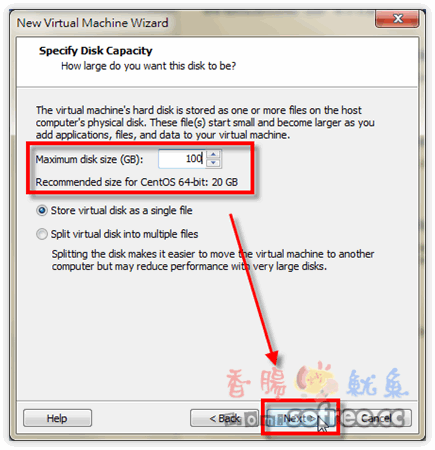 New Virtual Machine Wizard
Specify Disk Capacity
How large do you want this disk to be?
The virtual machine's hard disk is stored as one or more files on the host
computer's physical disk. These file(s) start small and become larger as you
add applications, files, and data to your virtual machine.
Maximum disk size (GB): 100
Recommended size for CentOS 64-bit: 20 GB
Store virtual disk as a single file
Split virtual disk into multiple files
Splitting the disk makes it easier to move the virtual machine to another
computer but may reduce performance with very large disks.
香腸 魷魚
Help < Back Next > Cancel
sofree.cc